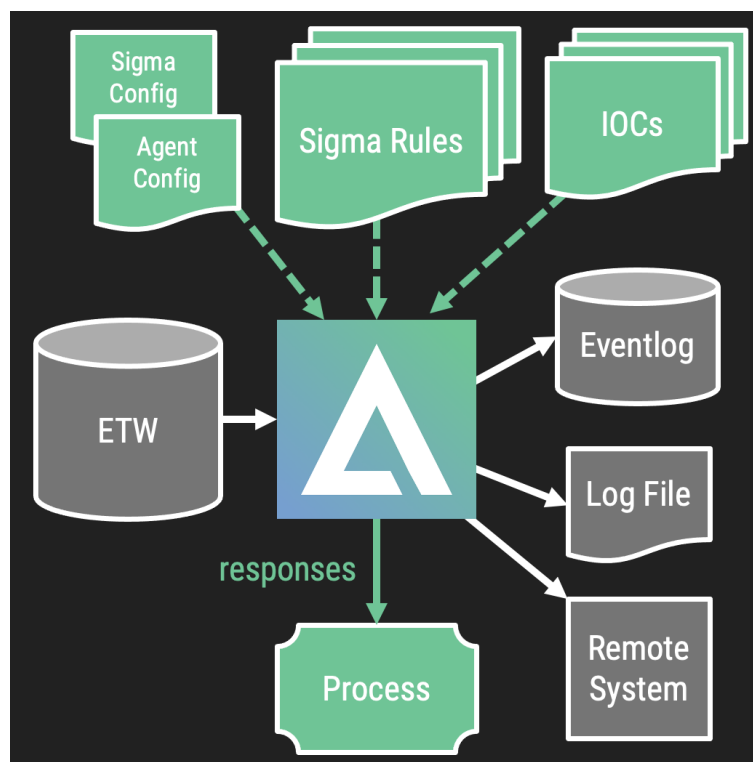 Sigma
Config
Agent
Config
Sigma Rules
IOCs
ETW
Eventlog
Log File
responses
Process
Remote
System